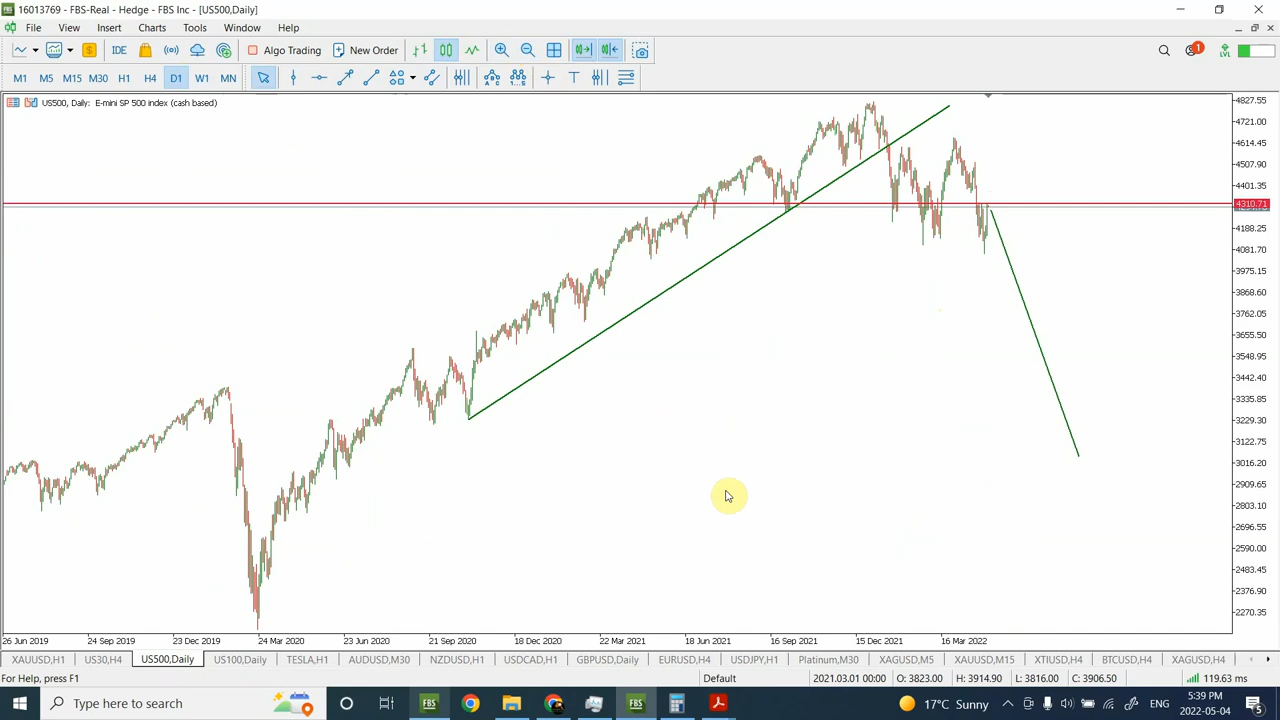 16013769 - FBS-Real - Hedge - FBS Inc - [US500,Daily]
File View Insert Charts Tools Window Help
IDE Algo Trading New Order 1 LVL
M1 M5 M15 M30 H1 H4 D1 W1 MN T
US500, Daily: E-mini SP 500 index (cash based)
4827.55
4721.00
4614.45
4507.90
4401.35
4310.71
4188.25
4081.70
3975.15
3868.60
3762.05
3655.50
3548.95
3442.40
3335.85
3229.30
3122.75
3016.20
2909.65
2803.10
2696.55
2590.00
2483.45
2376.90
2270.35
26 Jun 2019 24 Sep 2019 23 Dec 2019 24 Mar 2020 23 Jun 2020 21 Sep 2020 18 Dec 2020 22 Mar 2021 18 Jun 2021 16 Sep 2021 15 Dec 2021 16 Mar 2022
XAUUSD,H1 US30,H4 US500,Daily US100,Daily TESLA,H1 AUDUSD,M30 NZDUSD,H1 USDCAD,H1 GBPUSD,Daily EURUSD,H4 USDJPY,H1 Platinum,M30 XAGUSD,M5 XAUUSD,M15 XTIUSD,H4 BTCUSD,H4 XAGUSD,H4
For Help, press F1 Default 2021.03.01 00:00 O: 3823.00 H: 3914.90 L: 3816.00 C: 3906.50 119.63 ms
Type here to search FBS FBS 17°C Sunny ENG 5:39 PM
2022-05-04 5